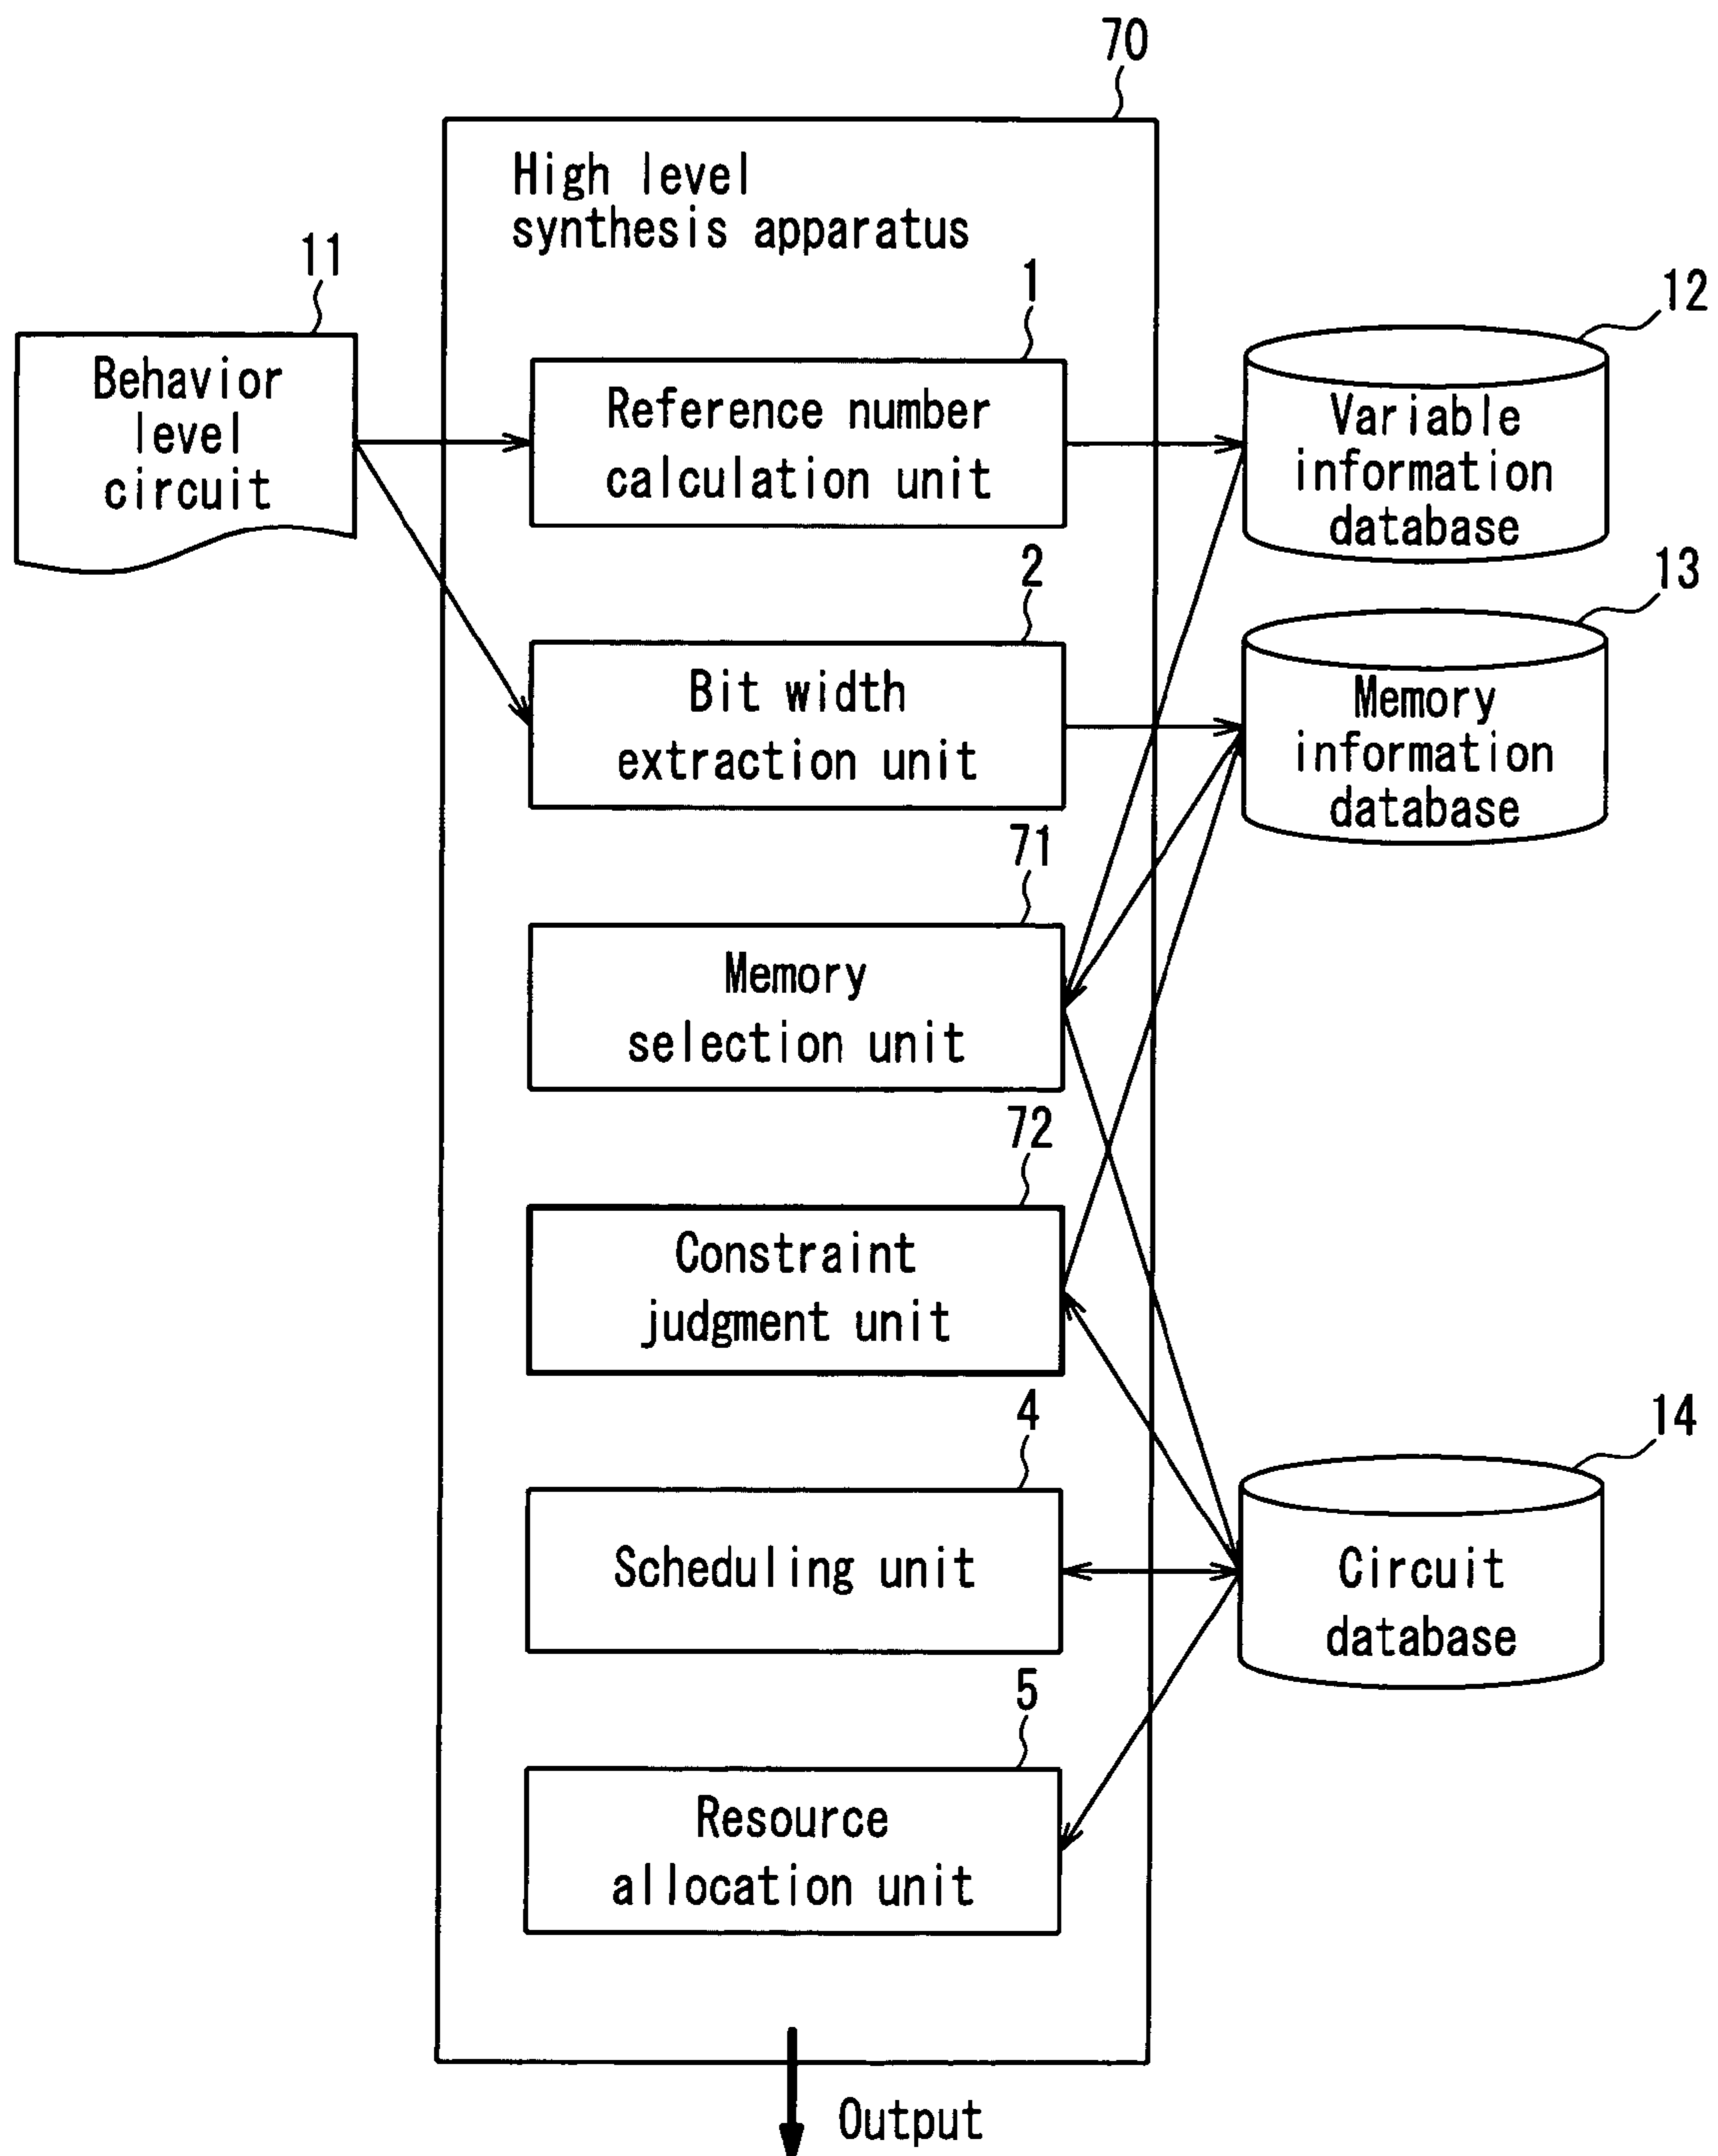 70
High level
synthesis apparatus
11
Behavior
level
circuit
1
Reference number
calculation unit
12
Variable
information
database
2
Bit width
extraction unit
13
Memory
information
database
71
Memory
selection unit
72
Constraint
judgment unit
4
Scheduling unit
14
Circuit
database
5
Resource
allocation unit
Output